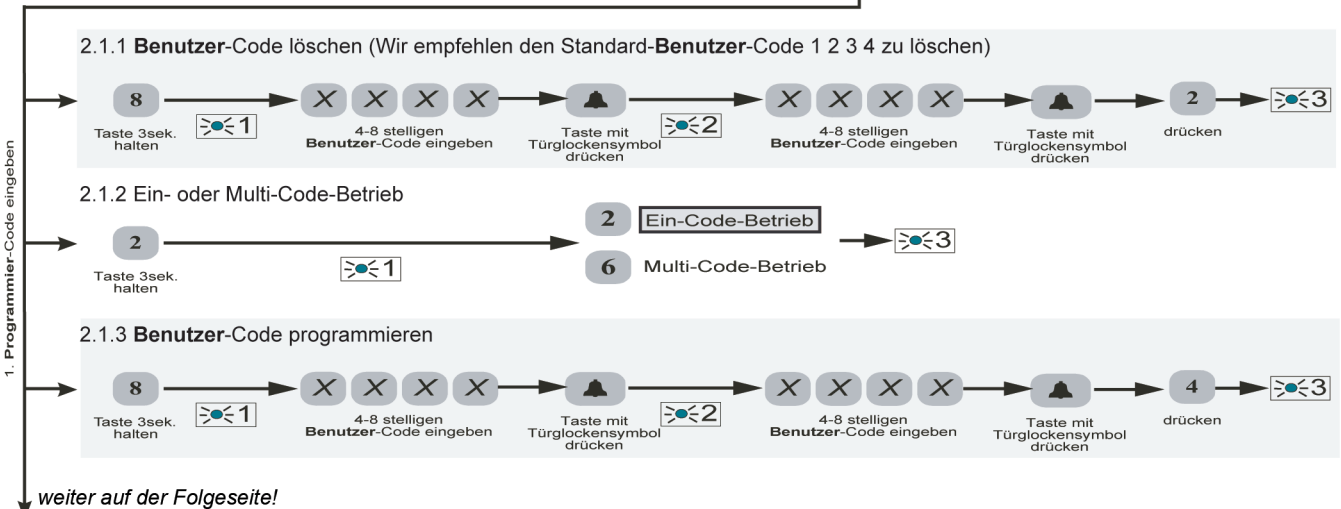 2.1.1 Benutzer-Code löschen (Wir empfehlen den Standard-Benutzer-Code 1 2 3 4 zu löschen)
8
Taste 3sek.
halten
1
X X X X
4-8 stelligen
Benutzer-Code eingeben
Taste mit
Türglockensymbol
drücken
2
X X X X
4-8 stelligen
Benutzer-Code eingeben
Taste mit
Türglockensymbol
drücken
2
drücken
3
1. Programmier-Code eingeben
2.1.2 Ein- oder Multi-Code-Betrieb
2
Taste 3sek.
halten
1
2 Ein-Code-Betrieb
6 Multi-Code-Betrieb
3
2.1.3 Benutzer-Code programmieren
8
Taste 3sek.
halten
1
X X X X
4-8 stelligen
Benutzer-Code eingeben
Taste mit
Türglockensymbol
drücken
2
X X X X
4-8 stelligen
Benutzer-Code eingeben
Taste mit
Türglockensymbol
drücken
4
drücken
3
weiter auf der Folgeseite!